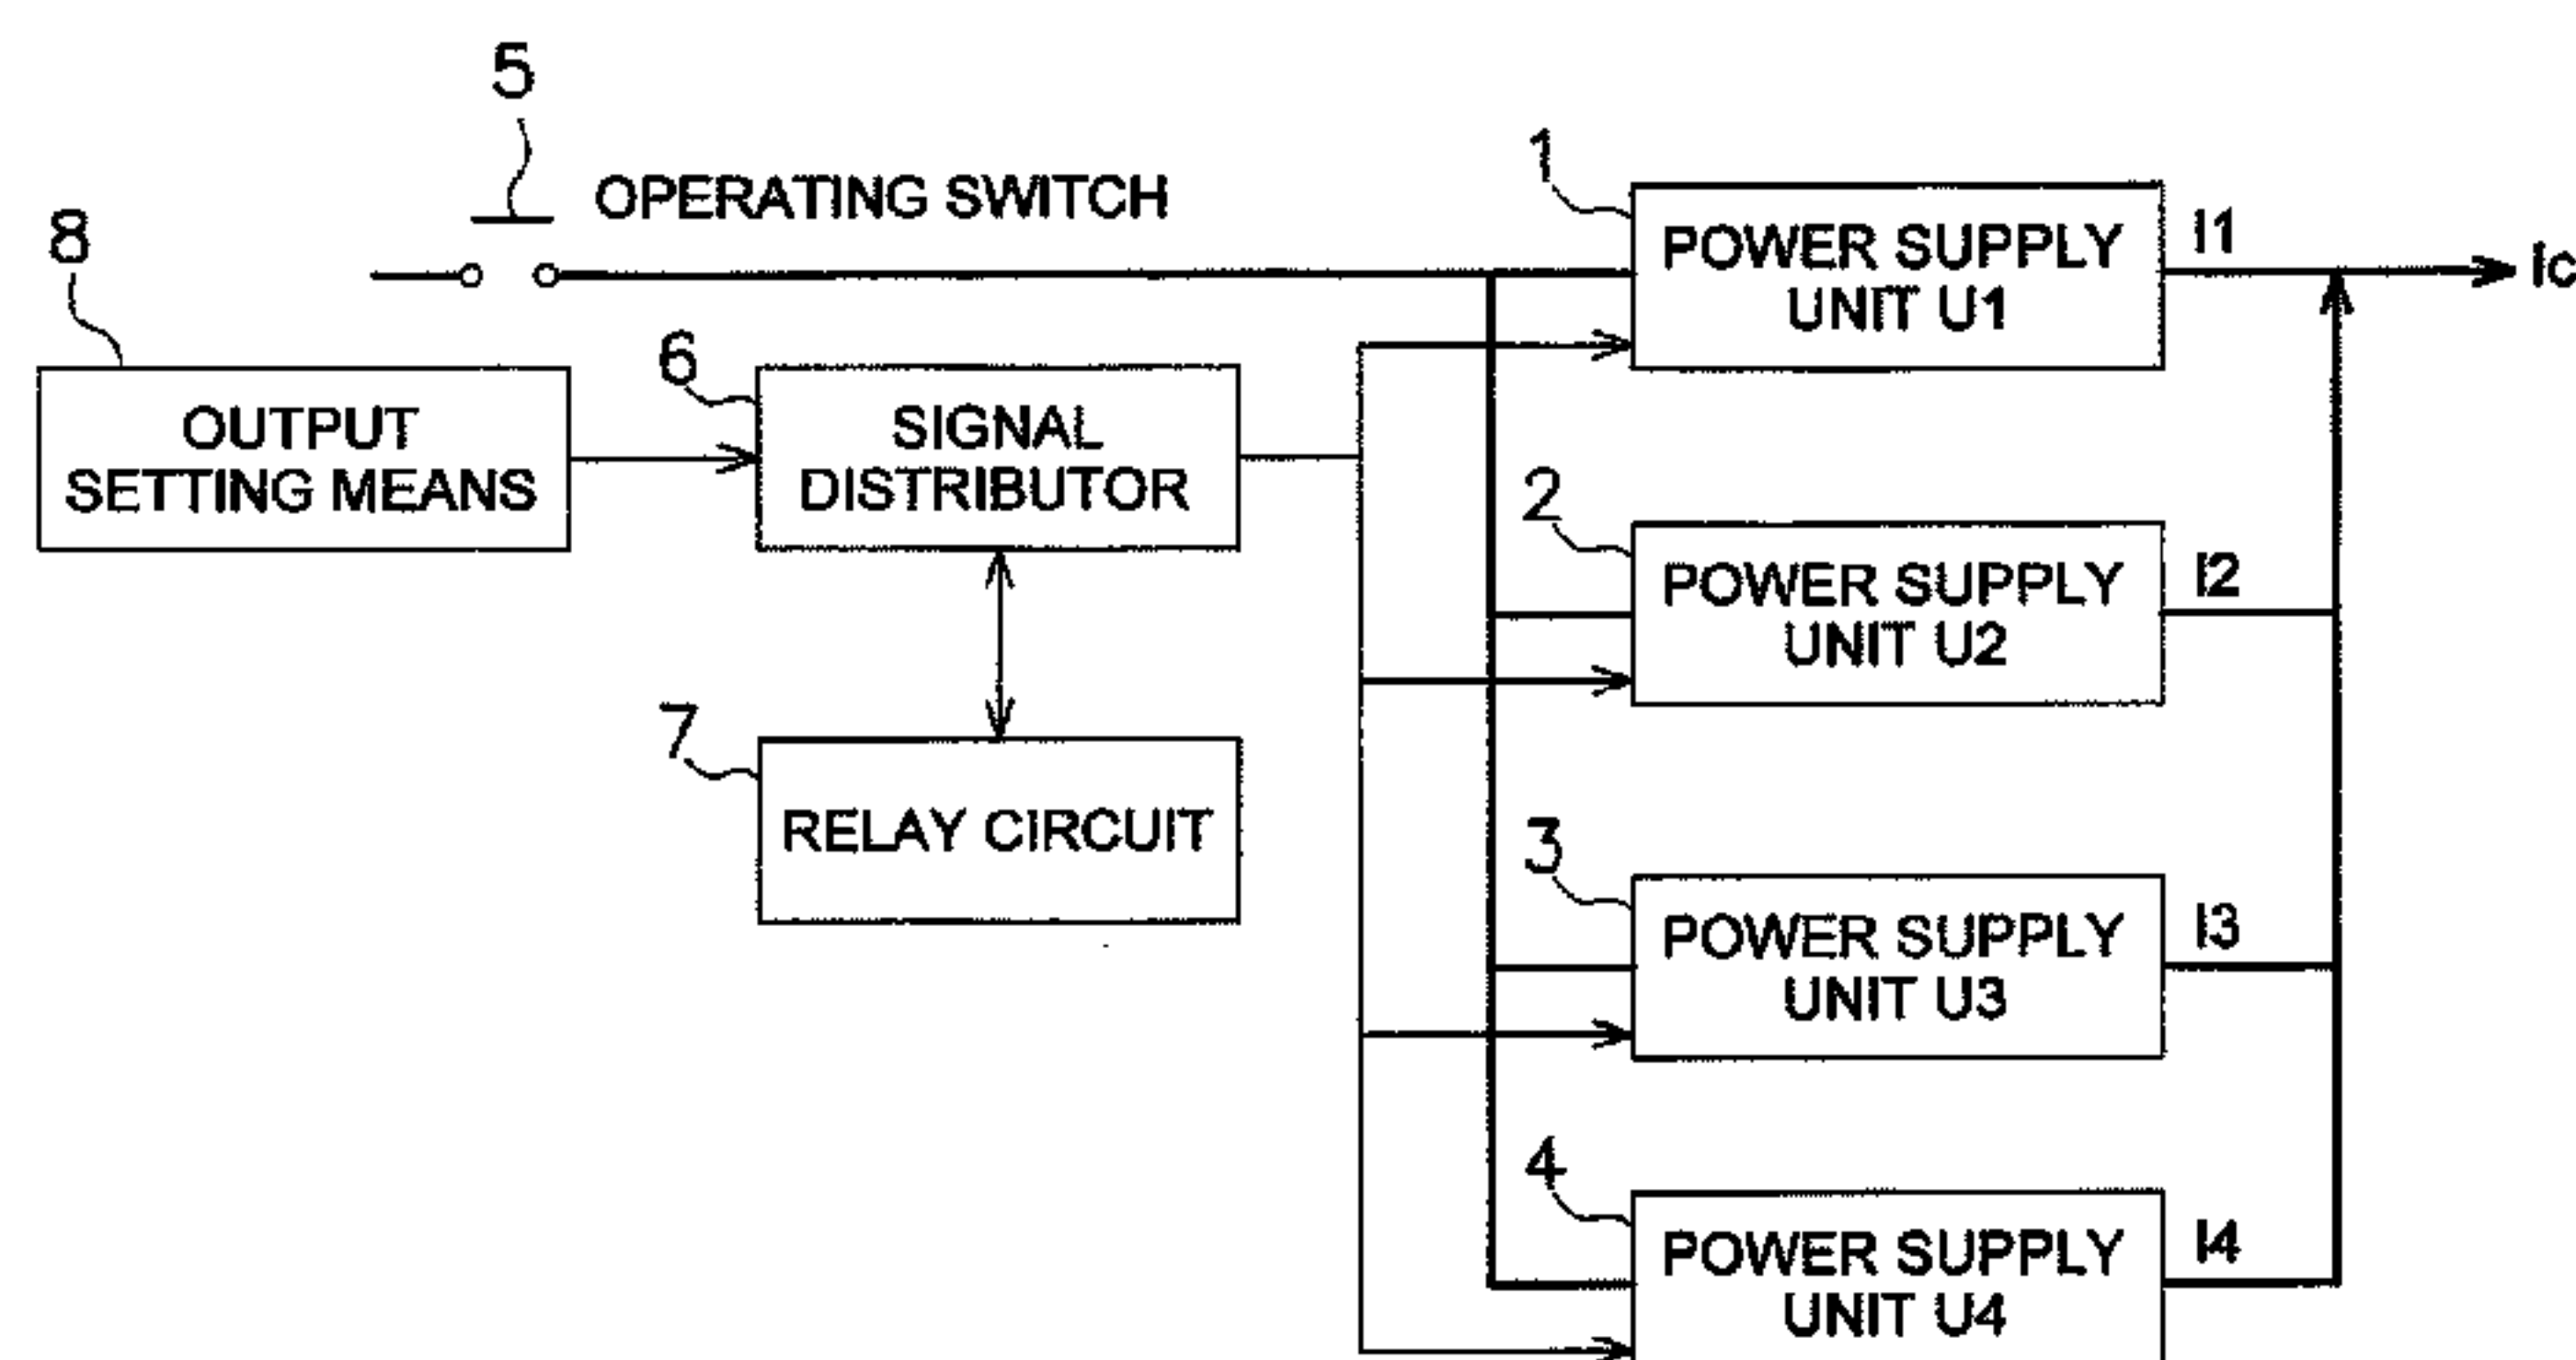 5
OPERATING SWITCH
8
OUTPUT
SETTING MEANS
6
SIGNAL
DISTRIBUTOR
7
RELAY CIRCUIT
1
POWER SUPPLY
UNIT U1
I1
Ic
2
POWER SUPPLY
UNIT U2
I2
3
POWER SUPPLY
UNIT U3
I3
4
POWER SUPPLY
UNIT U4
I4